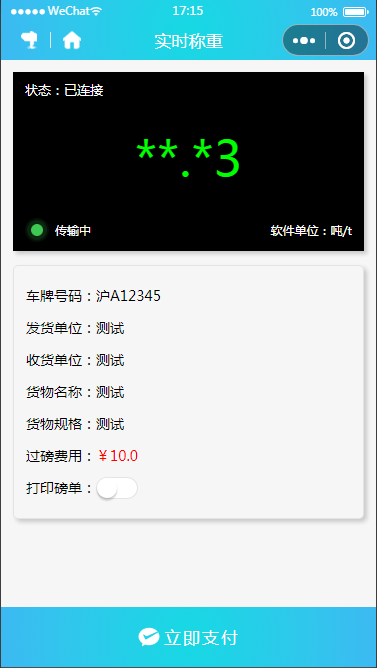 ●●●●● WeChat 17:15 100%
实时称重
状态：已连接
**.*3
传输中 软件单位：吨/t
车牌号码：沪A12345
发货单位：测试
收货单位：测试
货物名称：测试
货物规格：测试
过磅费用：￥10.0
打印磅单：
立即支付